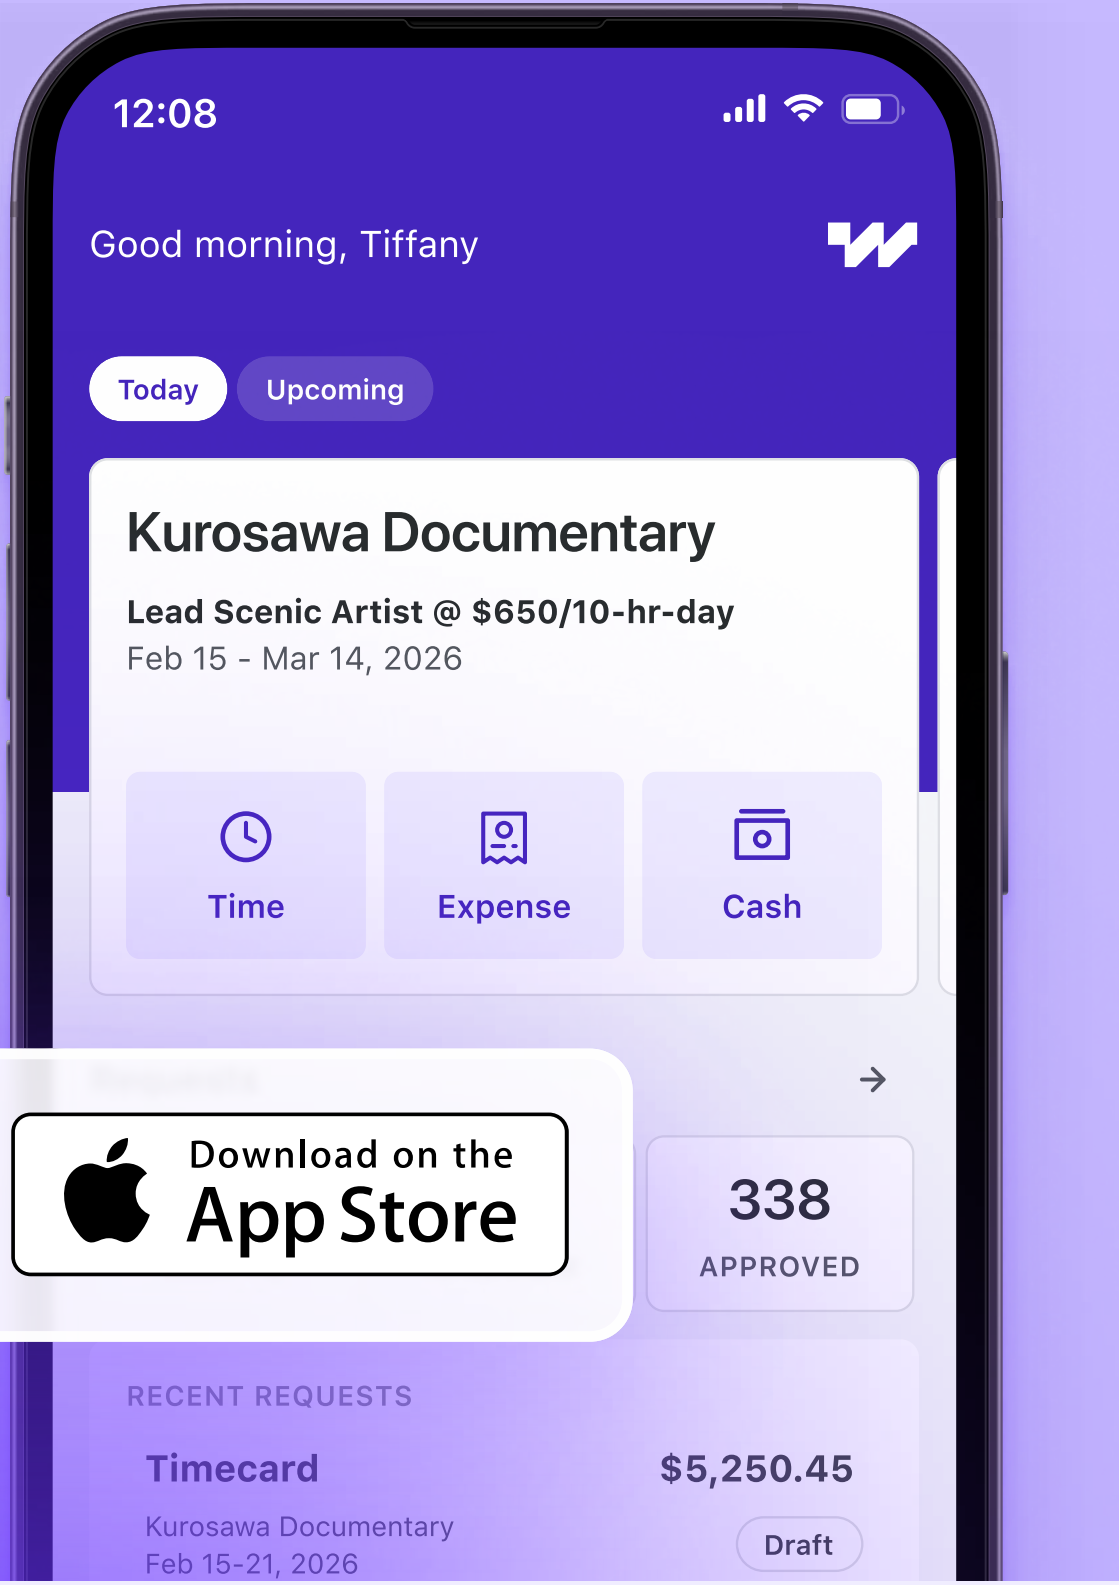 12:08
Good morning, Tiffany
Today
Upcoming
Kurosawa Documentary
Lead Scenic Artist @ $650/10-hr-day
Feb 15 - Mar 14, 2026
Time
Expense
Cash
Download on the
App Store
338
APPROVED
RECENT REQUESTS
Timecard
$5,250.45
Kurosawa Documentary
Feb 15-21, 2026
Draft